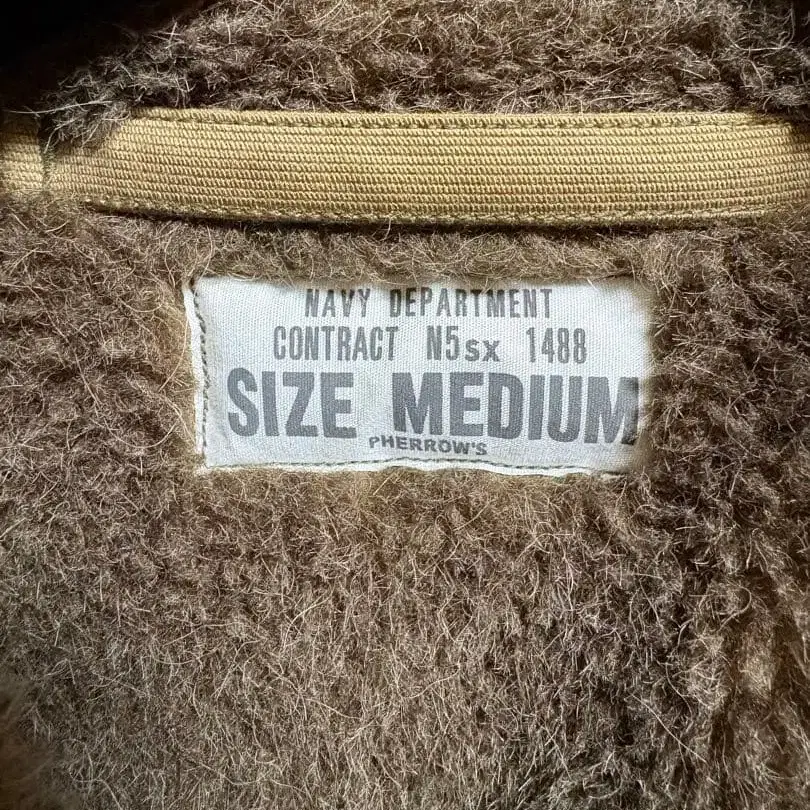 NAVY DEPARTMENT
CONTRACT N5sx 1488
SIZE MEDIUM
PHERROW'S